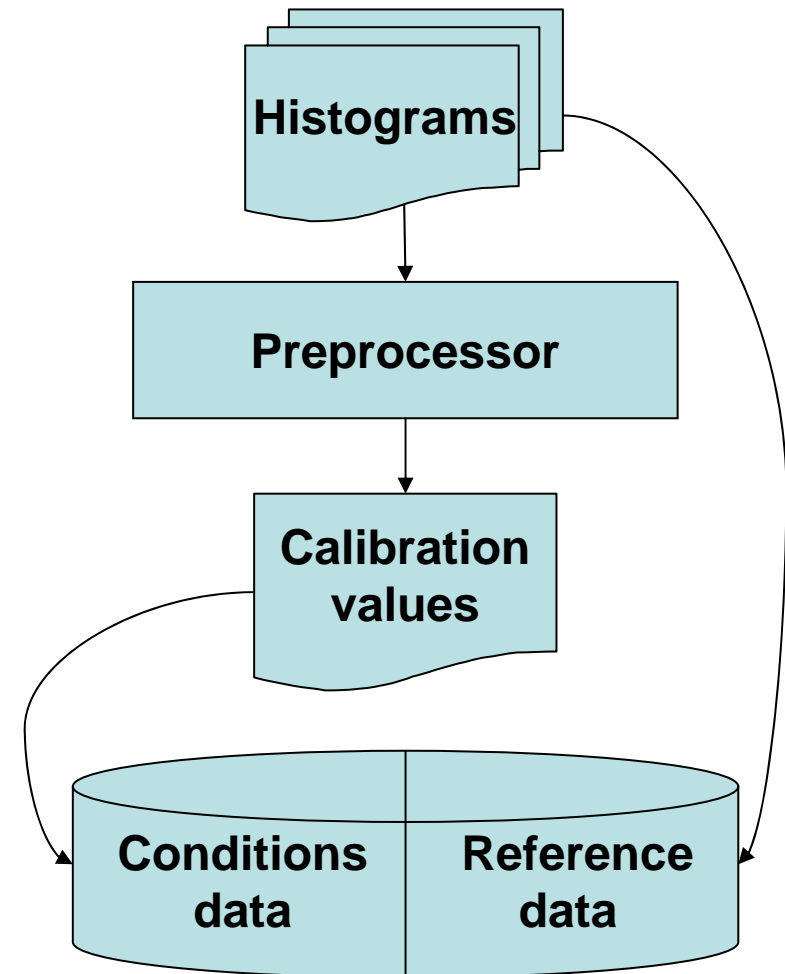 Histograms
Preprocessor
Calibration
values
Conditions
data
Reference
data